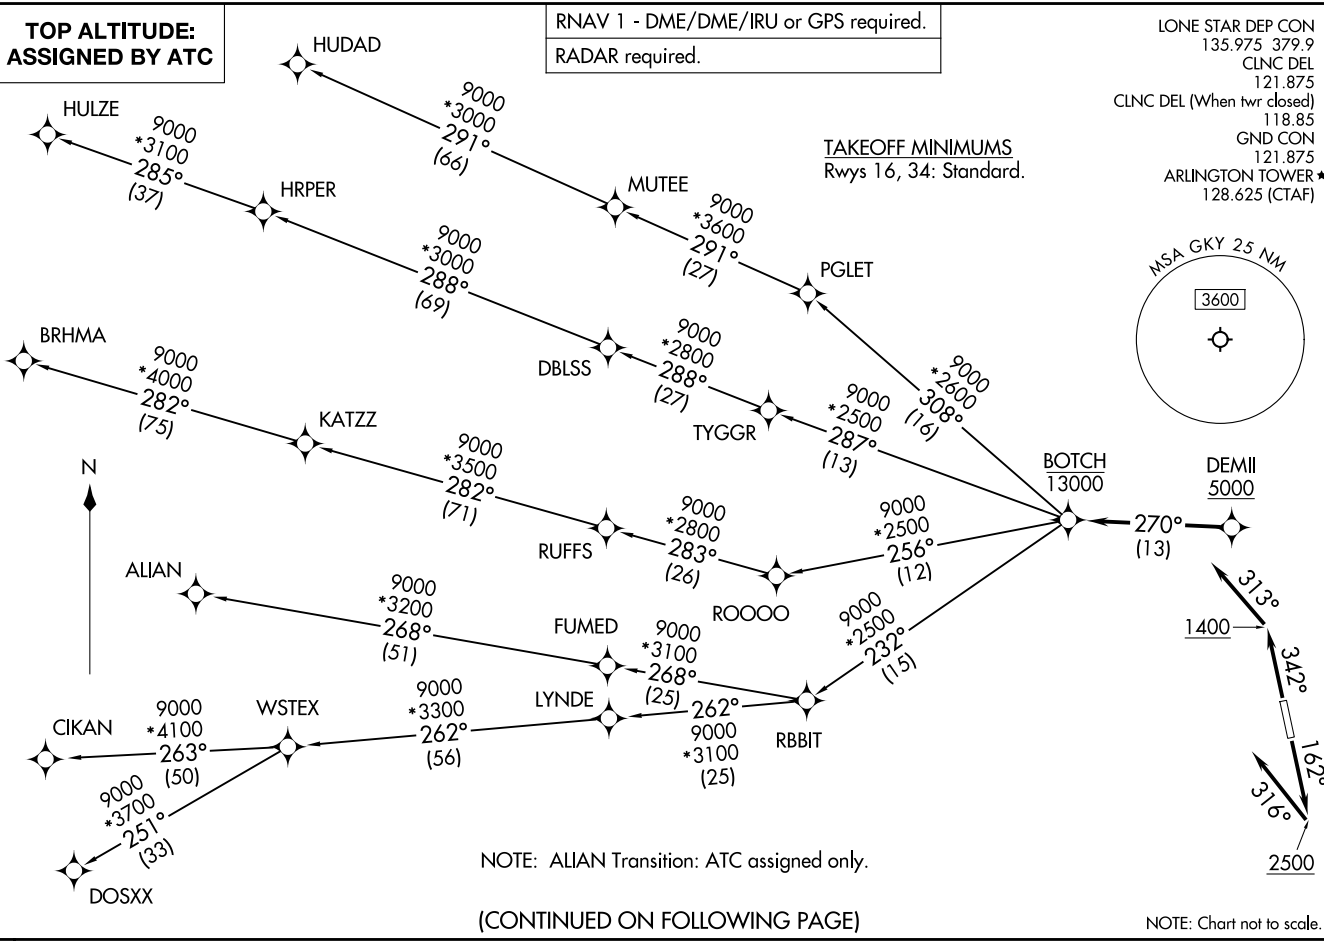 TOP ALTITUDE:
ASSIGNED BY ATC
RNAV 1 - DME/DME/IRU or GPS required.
RADAR required.
LONE STAR DEP CON
135.975 379.9
CLNC DEL
121.875
CLNC DEL (When twr closed)
118.85
GND CON
121.875
ARLINGTON TOWER★
128.625 (CTAF)
TAKEOFF MINIMUMS
Rwys 16, 34: Standard.
MSA GKY 25 NM
3600
HUDAD
9000
*3000
291°
(66)
MUTEE
9000
*3600
291°
(27)
PGLET
9000
*2600
308°
(16)
HULZE
9000
*3100
285°
(37)
HRPER
9000
*3000
288°
(69)
DBLSS
9000
*2800
288°
(27)
TYGGR
9000
*2500
287°
(13)
BRHMA
9000
*4000
282°
(75)
KATZZ
9000
*3500
282°
(71)
RUFFS
9000
*2800
283°
(26)
ROOOO
9000
*2500
256°
(12)
BOTCH
13000
270°
(13)
DEMII
5000
N
ALIAN
9000
*3200
268°
(51)
FUMED
9000
*3100
268°
(25)
RBBIT
9000
*2500
232°
(15)
LYNDE
262°
9000
*3100
(25)
WSTEX
9000
*3300
262°
(56)
CIKAN
9000
*4100
263°
(50)
DOSXX
9000
*3700
251°
(33)
313°
1400
342°
162°
316°
2500
NOTE: ALIAN Transition: ATC assigned only.
(CONTINUED ON FOLLOWING PAGE)
NOTE: Chart not to scale.